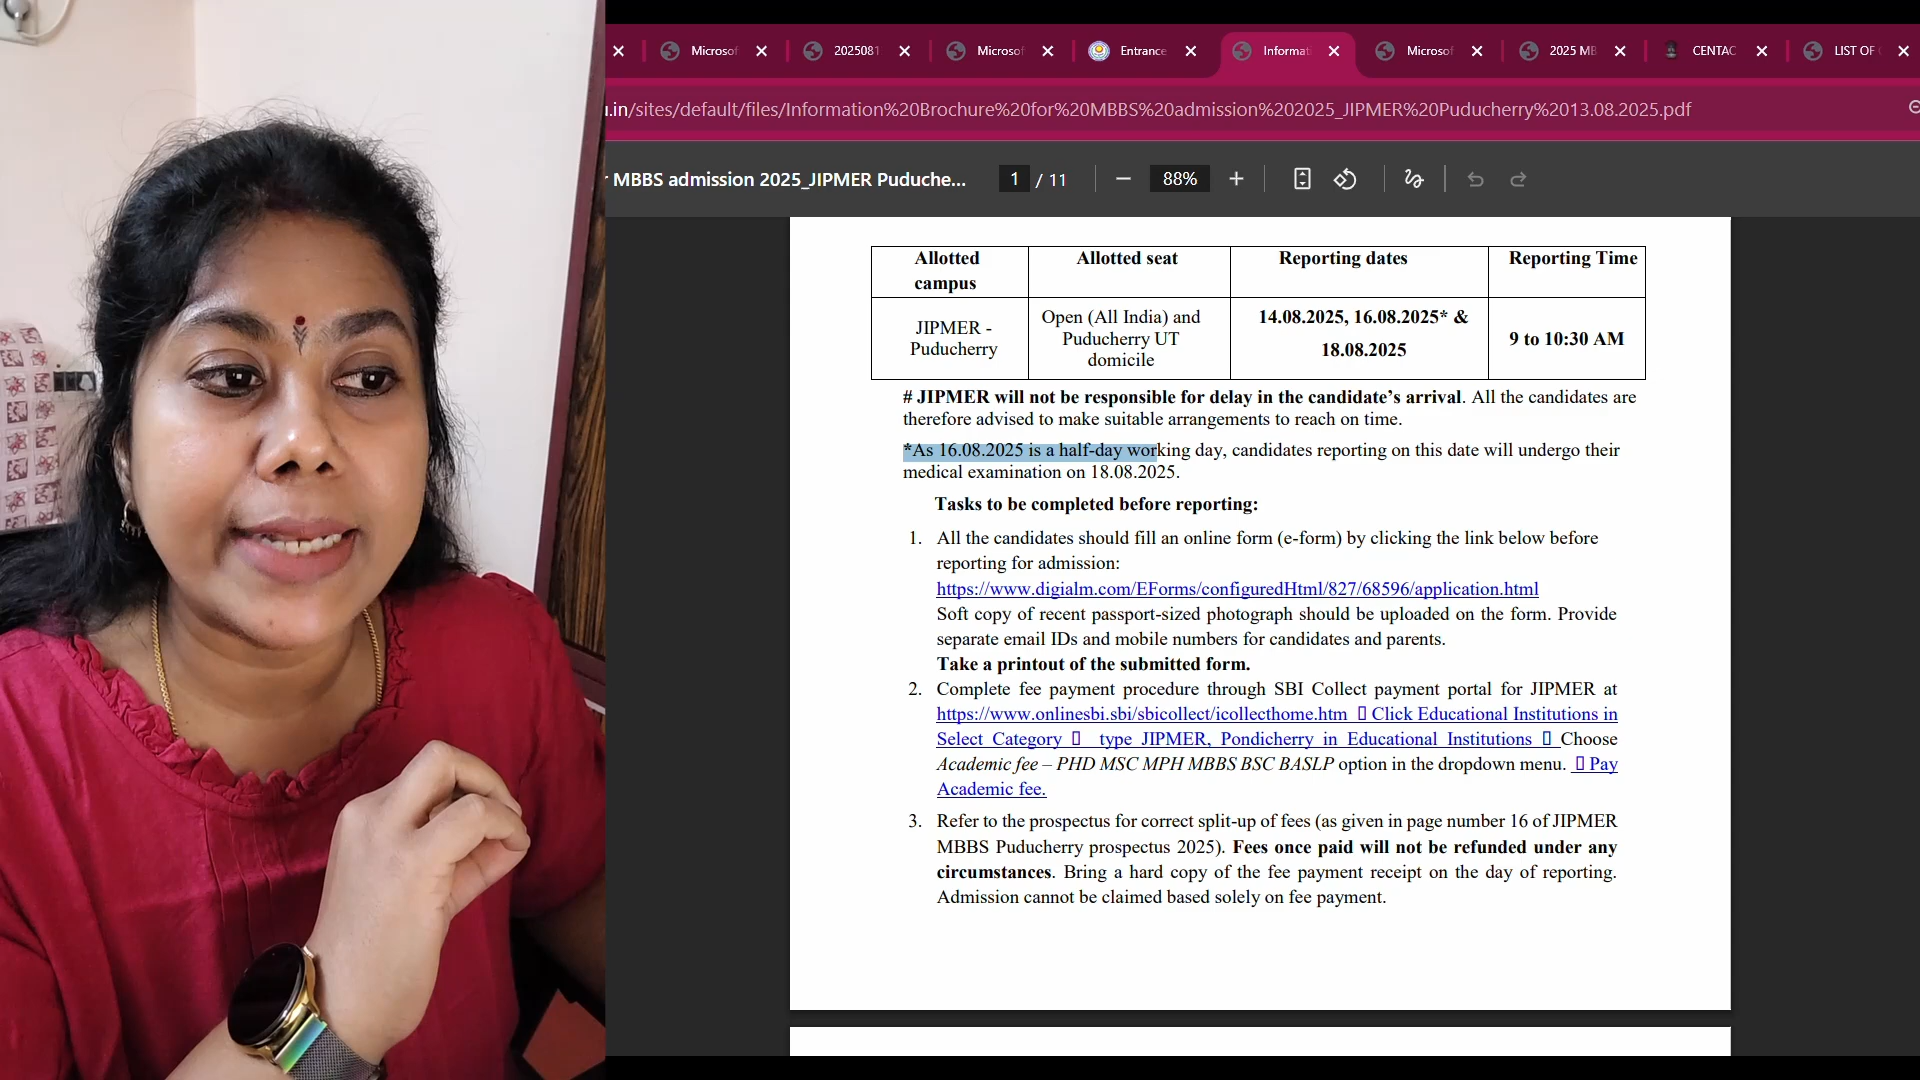 Microsof
2025081
Microsof
Entrance
Informati
Microsof
2025 MB
CENTAC
LIST OF
.in/sites/default/files/Information%20Brochure%20for%20MBBS%20admission%202025_JIPMER%20Puducherry%2013.08.2025.pdf
MBBS admission 2025_JIPMER Puduche...
1 / 11
88%
Allotted campus
Allotted seat
Reporting dates
Reporting Time
JIPMER -
Puducherry
Open (All India) and
Puducherry UT
domicile
14.08.2025, 16.08.2025* &
18.08.2025
9 to 10:30 AM
# JIPMER will not be responsible for delay in the candidate's arrival. All the candidates are
therefore advised to make suitable arrangements to reach on time.
*As 16.08.2025 is a half-day working day, candidates reporting on this date will undergo their
medical examination on 18.08.2025.
Tasks to be completed before reporting:
1. All the candidates should fill an online form (e-form) by clicking the link below before
reporting for admission:
https://www.digialm.com/EForms/configuredHtml/827/68596/application.html
Soft copy of recent passport-sized photograph should be uploaded on the form. Provide
separate email IDs and mobile numbers for candidates and parents.
Take a printout of the submitted form.
2. Complete fee payment procedure through SBI Collect payment portal for JIPMER at
https://www.onlinesbi.sbi/sbicollect/icollecthome.htm Click Educational Institutions in
Select Category type JIPMER, Pondicherry in Educational Institutions Choose
Academic fee – PHD MSC MPH MBBS BSC BASLP option in the dropdown menu. Pay
Academic fee.
3. Refer to the prospectus for correct split-up of fees (as given in page number 16 of JIPMER
MBBS Puducherry prospectus 2025). Fees once paid will not be refunded under any
circumstances. Bring a hard copy of the fee payment receipt on the day of reporting.
Admission cannot be claimed based solely on fee payment.